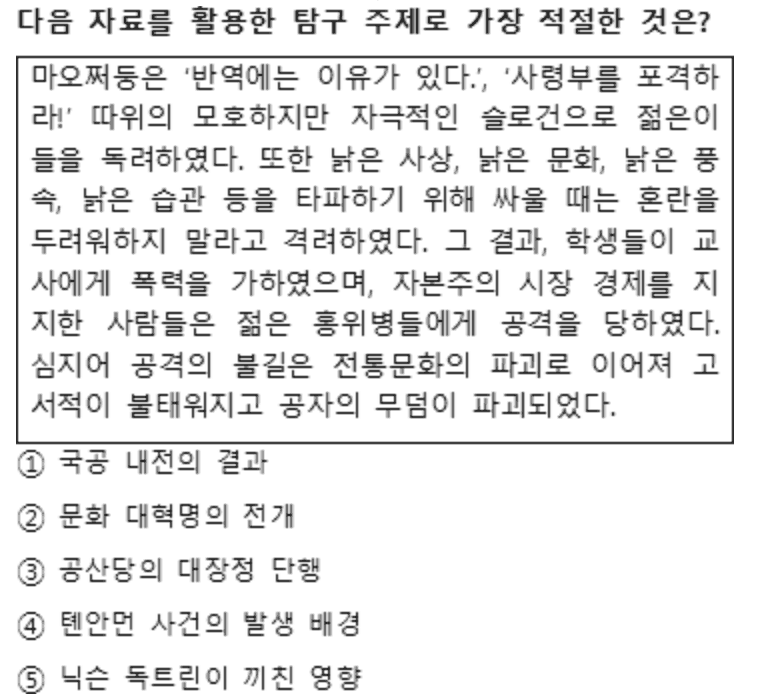 다음 자료를 활용한 탐구 주제로 가장 적절한 것은?
마오쩌둥은 '반역에는 이유가 있다.', '사령부를 포격하
라!' 따위의 모호하지만 자극적인 슬로건으로 젊은이
들을 독려하였다. 또한 낡은 사상, 낡은 문화, 낡은 풍
속, 낡은 습관 등을 타파하기 위해 싸울 때는 혼란을
두려워하지 말라고 격려하였다. 그 결과, 학생들이 교
사에게 폭력을 가하였으며, 자본주의 시장 경제를 지
지한 사람들은 젊은 홍위병들에게 공격을 당하였다.
심지어 공격의 불길은 전통문화의 파괴로 이어져 고
서적이 불태워지고 공자의 무덤이 파괴되었다.
① 국공 내전의 결과
② 문화 대혁명의 전개
③ 공산당의 대장정 단행
④ 톈안먼 사건의 발생 배경
⑤ 닉슨 독트린이 끼친 영향